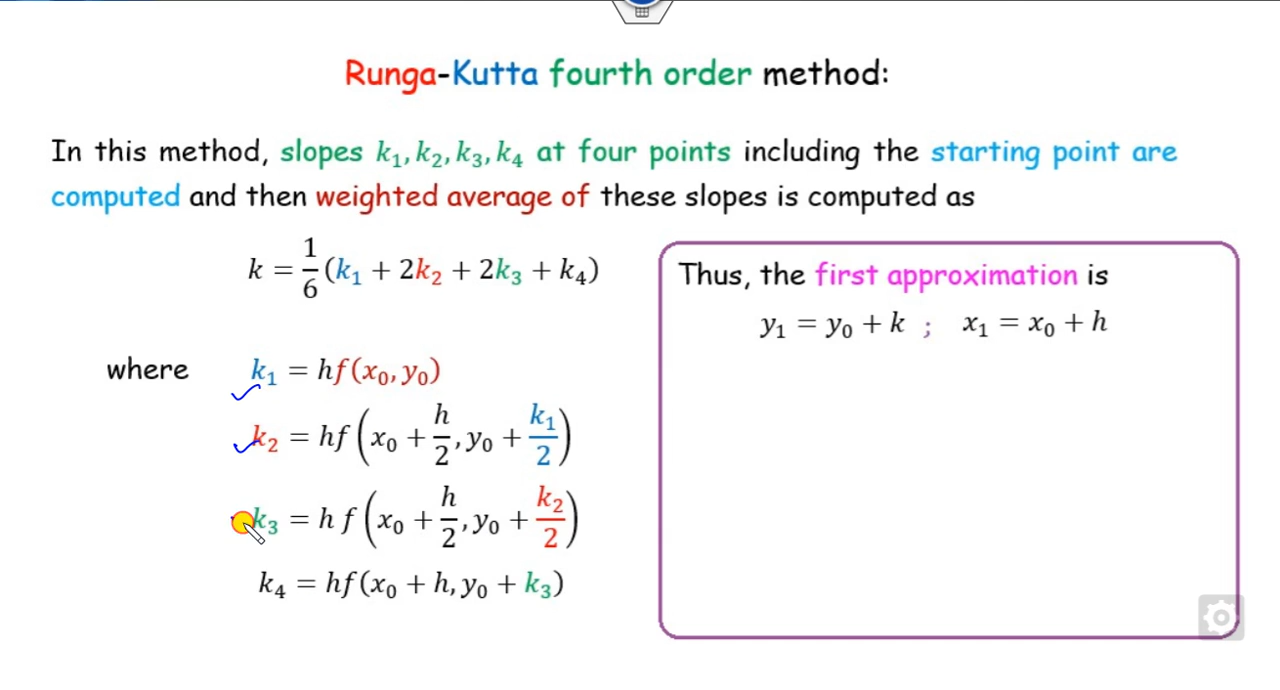 Runga-Kutta fourth order method:
In this method, slopes k₁, k₂, k₃, k₄ at four points including the starting point are
computed and then weighted average of these slopes is computed as
k = 1/6 (k₁ + 2k₂ + 2k₃ + k₄)
where k₁ = hf(x₀, y₀)
k₂ = hf(x₀ + h/2, y₀ + k₁/2)
k₃ = h f(x₀ + h/2, y₀ + k₂/2)
k₄ = hf(x₀ + h, y₀ + k₃)
Thus, the first approximation is
y₁ = y₀ + k ; x₁ = x₀ + h